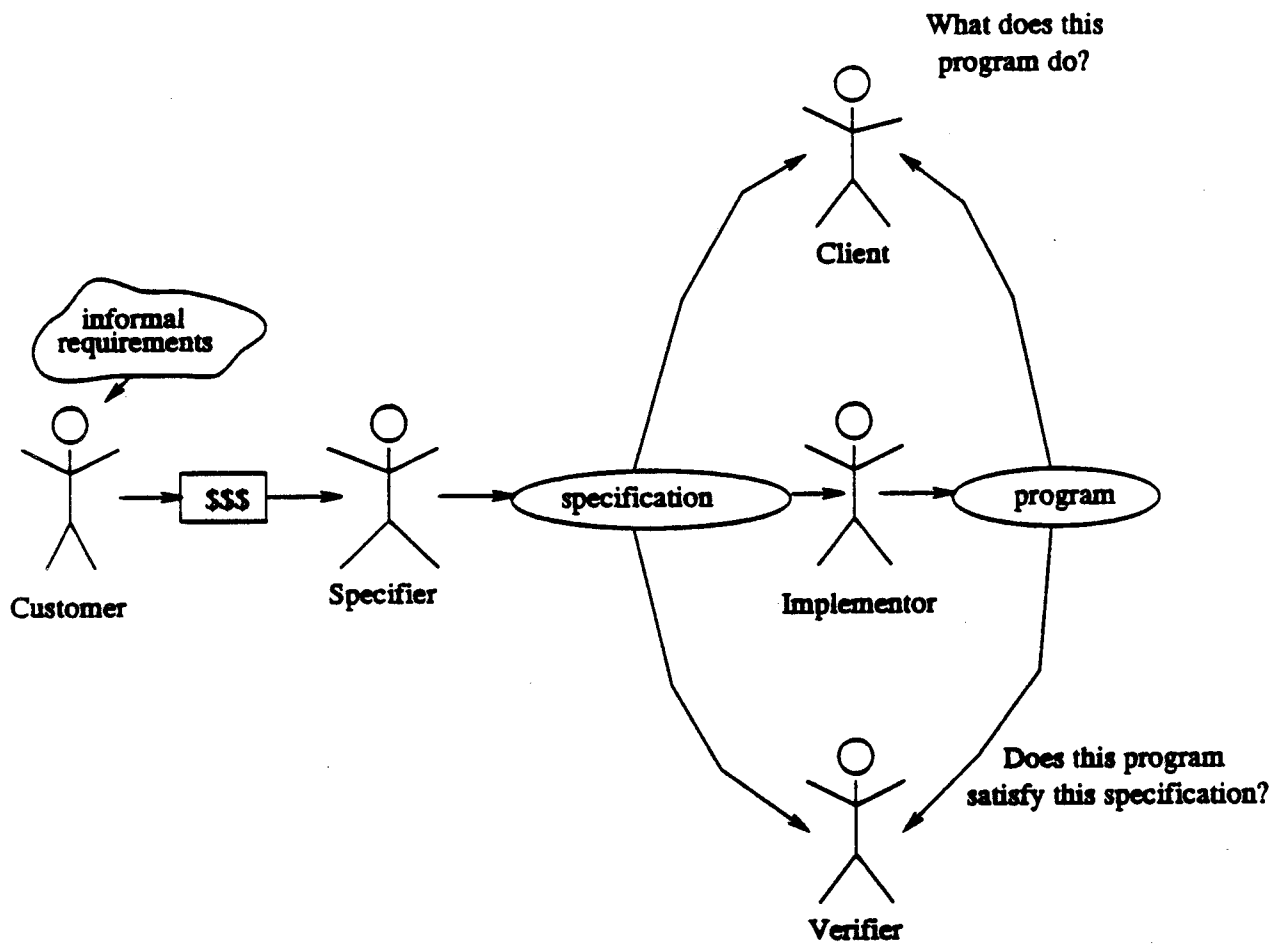 What does this
program do?
Client
informal
requirements
$$$
specification
program
Customer
Specifier
Implementor
Does this program
satisfy this specification?
Verifier